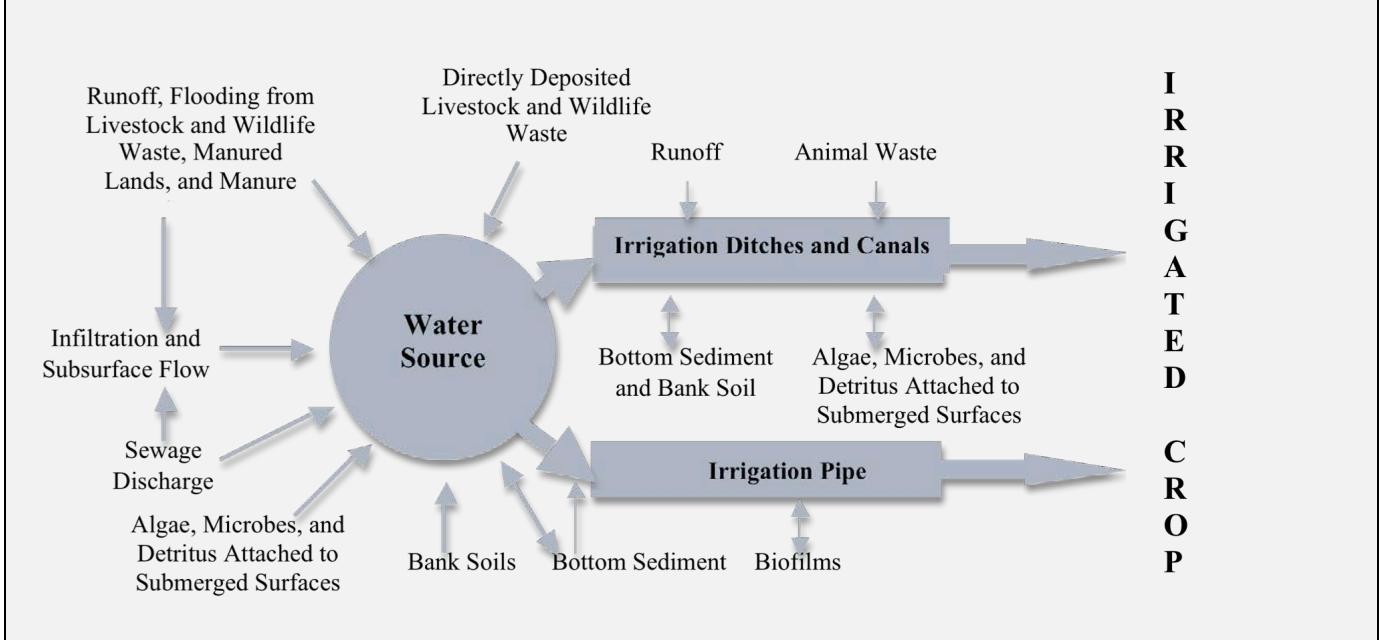 Runoff, Flooding from
Livestock and Wildlife
Waste, Manured
Lands, and Manure
Directly Deposited
Livestock and Wildlife
Waste
Runoff
Animal Waste
Irrigation Ditches and Canals
Water
Source
Infiltration and
Subsurface Flow
Bottom Sediment
and Bank Soil
Algae, Microbes, and
Detritus Attached to
Submerged Surfaces
Sewage
Discharge
Irrigation Pipe
Algae, Microbes, and
Detritus Attached to
Submerged Surfaces
Bank Soils
Bottom Sediment
Biofilms
IRRIGATED CROP